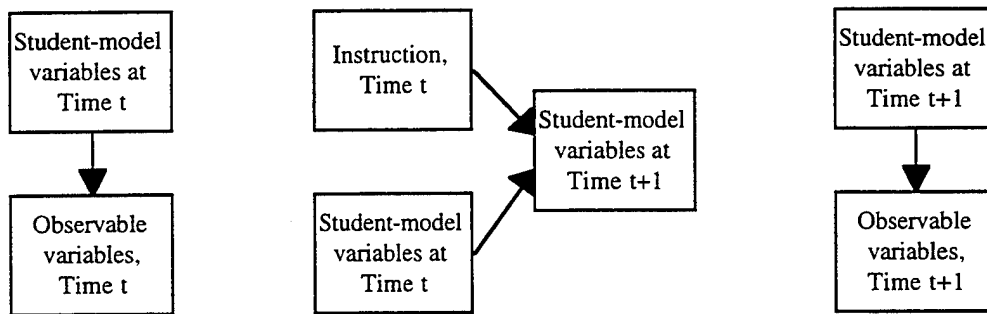 Student-model
variables at
Time t
Observable
variables,
Time t
Instruction,
Time t
Student-model
variables at
Time t
Student-model
variables at
Time t+1
Student-model
variables at
Time t+1
Observable
variables,
Time t+1